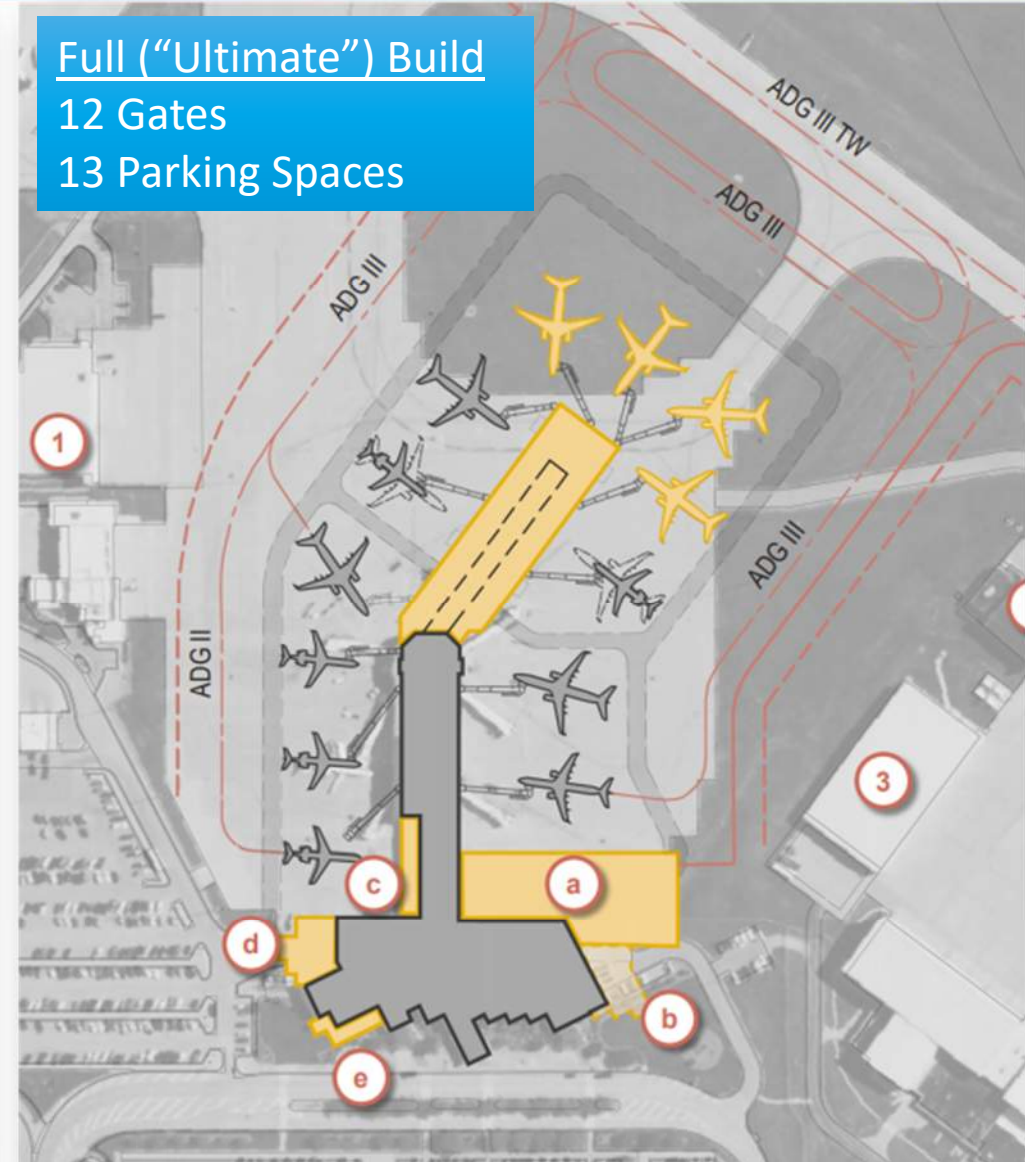 Full (“Ultimate”) Build
12 Gates
13 Parking Spaces
ADG III TW
ADG III
ADG III
1
ADG III
ADG II
3
c
a
d
b
e